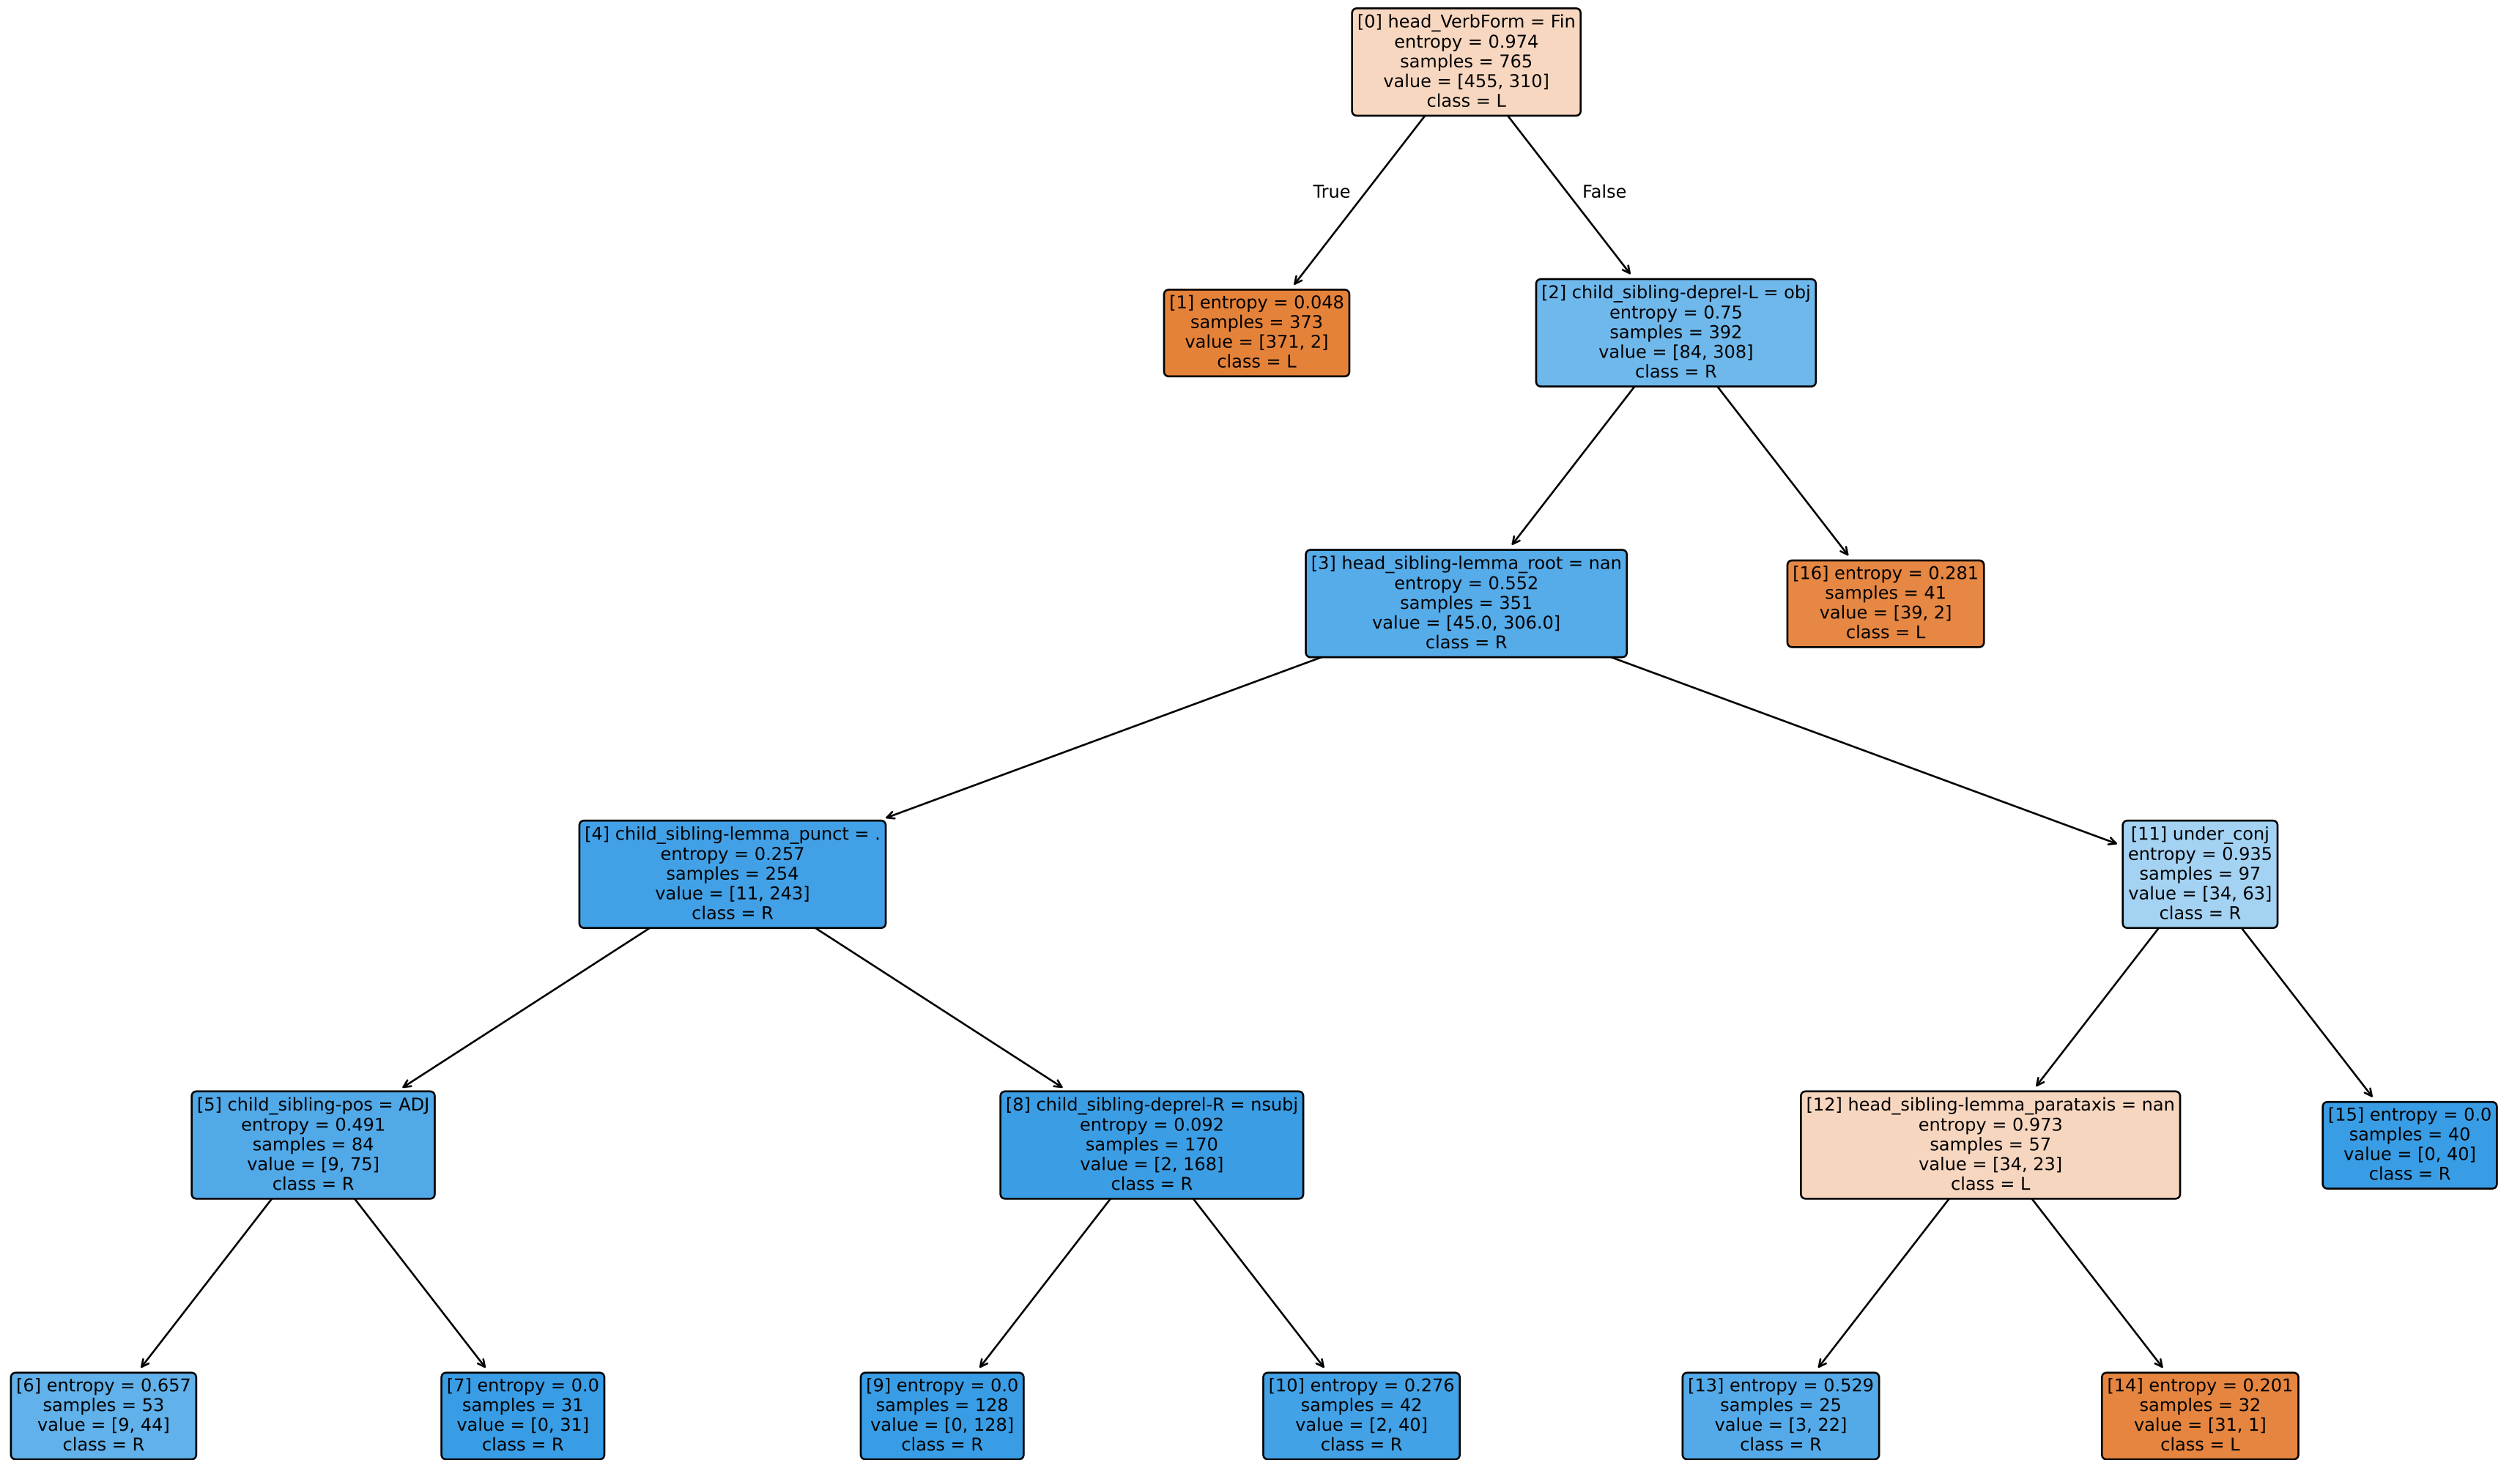 [0] head_VerbForm = Fin
entropy = 0.974
samples = 765
value = [455, 310]
class = L
True
False
[1] entropy = 0.048
samples = 373
value = [371, 2]
class = L
[2] child_sibling-deprel-L = obj
entropy = 0.75
samples = 392
value = [84, 308]
class = R
[3] head_sibling-lemma_root = nan
entropy = 0.552
samples = 351
value = [45.0, 306.0]
class = R
[16] entropy = 0.281
samples = 41
value = [39, 2]
class = L
[4] child_sibling-lemma_punct = .
entropy = 0.257
samples = 254
value = [11, 243]
class = R
[11] under_conj
entropy = 0.935
samples = 97
value = [34, 63]
class = R
[5] child_sibling-pos = ADJ
entropy = 0.491
samples = 84
value = [9, 75]
class = R
[8] child_sibling-deprel-R = nsubj
entropy = 0.092
samples = 170
value = [2, 168]
class = R
[12] head_sibling-lemma_parataxis = nan
entropy = 0.973
samples = 57
value = [34, 23]
class = L
[15] entropy = 0.0
samples = 40
value = [0, 40]
class = R
[6] entropy = 0.657
samples = 53
value = [9, 44]
class = R
[7] entropy = 0.0
samples = 31
value = [0, 31]
class = R
[9] entropy = 0.0
samples = 128
value = [0, 128]
class = R
[10] entropy = 0.276
samples = 42
value = [2, 40]
class = R
[13] entropy = 0.529
samples = 25
value = [3, 22]
class = R
[14] entropy = 0.201
samples = 32
value = [31, 1]
class = L